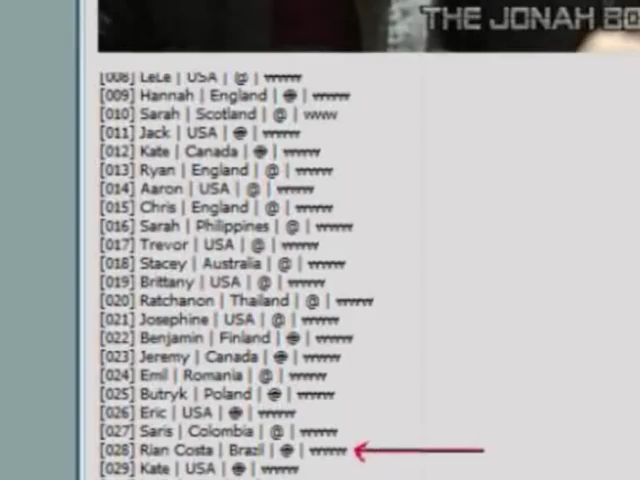 THE JONAH BO
[008] LeLe | USA | @ | www
[009] Hannah | England | @ | www
[010] Sarah | Scotland | @ | www
[011] Jack | USA | @ | www
[012] Kate | Canada | @ | www
[013] Ryan | England | @ | www
[014] Aaron | USA | @ | www
[015] Chris | England | @ | www
[016] Sarah | Philippines | @ | www
[017] Trevor | USA | @ | www
[018] Stacey | Australia | @ | www
[019] Brittany | USA | @ | www
[020] Ratchanon | Thailand | @ | www
[021] Josephine | USA | @ | www
[022] Benjamin | Finland | @ | www
[023] Jeremy | Canada | @ | www
[024] Emil | Romania | @ | www
[025] Butryk | Poland | @ | www
[026] Eric | USA | @ | www
[027] Saris | Colombia | @ | www
[028] Rian Costa | Brazil | @ | www
[029] Kate | USA | @ | www